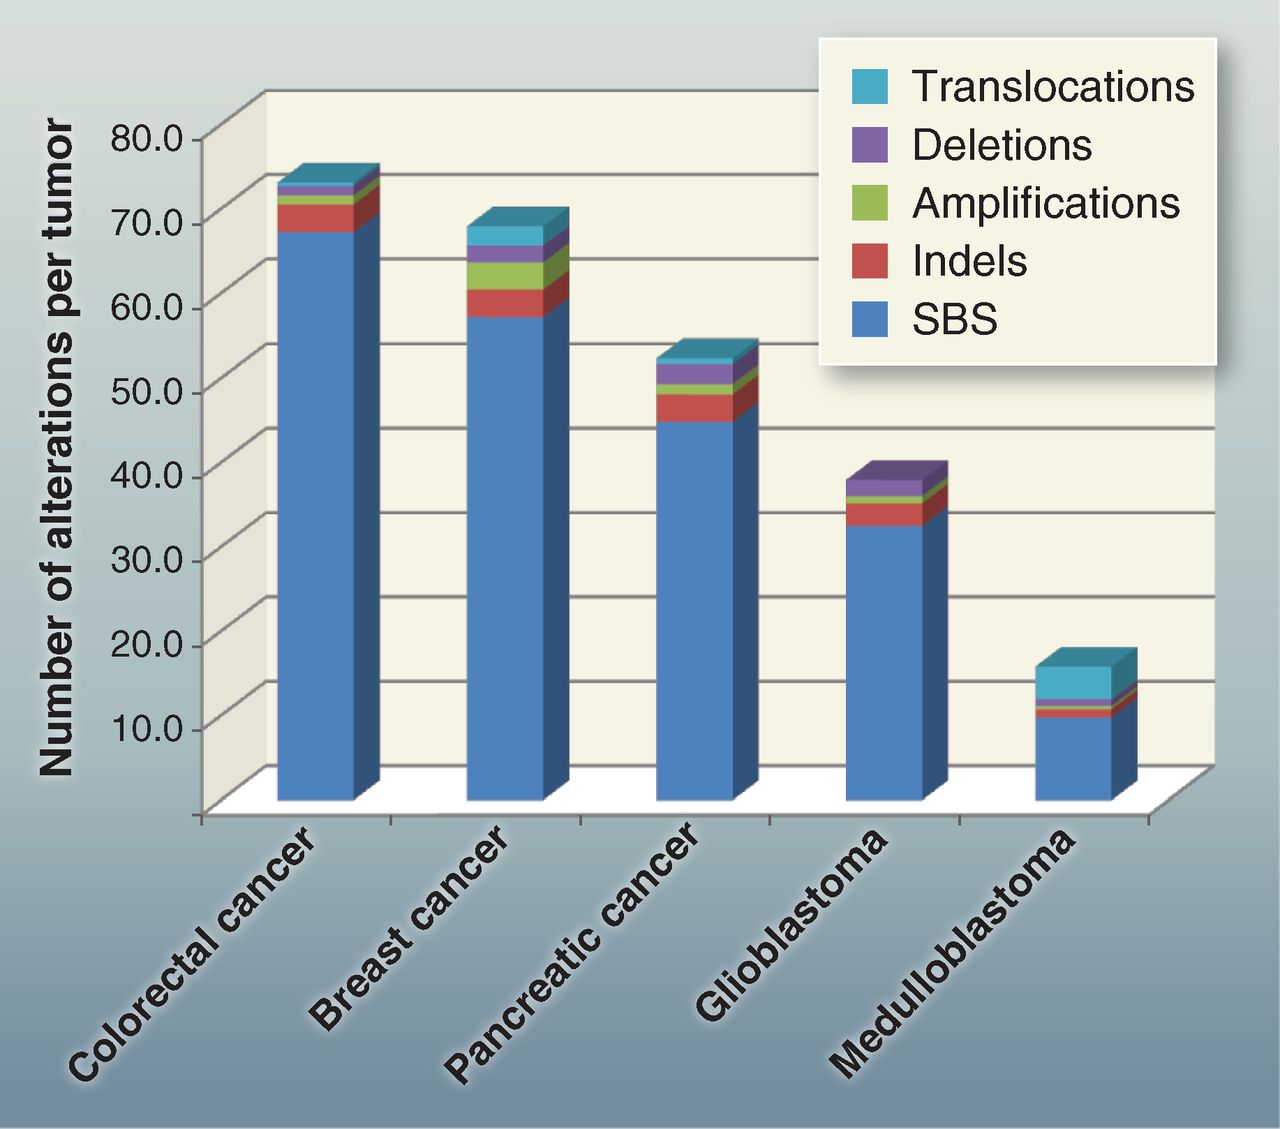 Translocations
Deletions
Amplifications
Indels
SBS
Number of alterations per tumor
80.0
70.0
60.0
50.0
40.0
30.0
20.0
10.0
Colorectal cancer
Breast cancer
Pancreatic cancer
Glioblastoma
Medulloblastoma